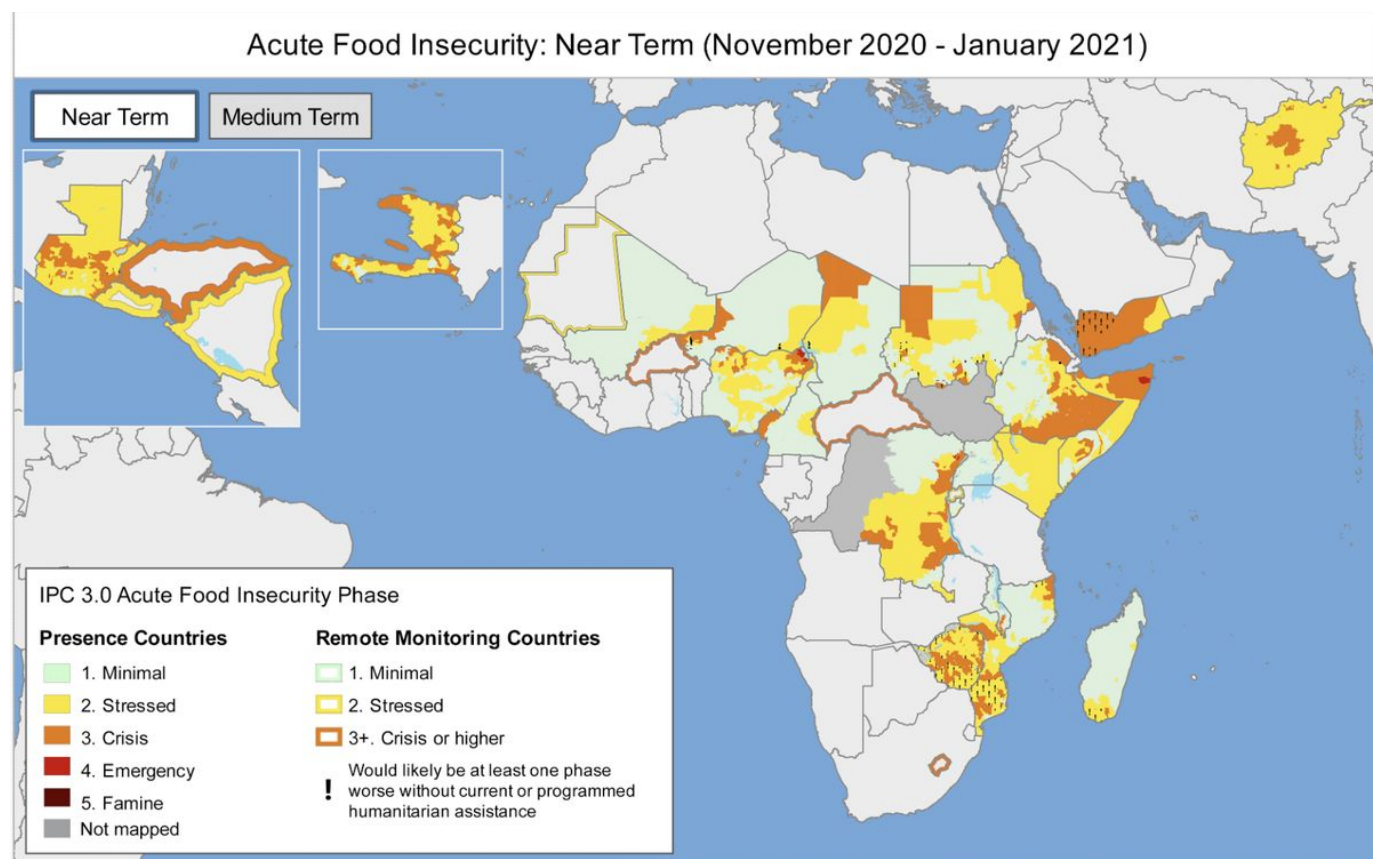 Acute Food Insecurity: Near Term (November 2020 - January 2021)
Near Term
Medium Term
IPC 3.0 Acute Food Insecurity Phase
Presence Countries
1. Minimal
2. Stressed
3. Crisis
4. Emergency
5. Famine
Not mapped
Remote Monitoring Countries
1. Minimal
2. Stressed
3+. Crisis or higher
! Would likely be at least one phase
worse without current or programmed
humanitarian assistance